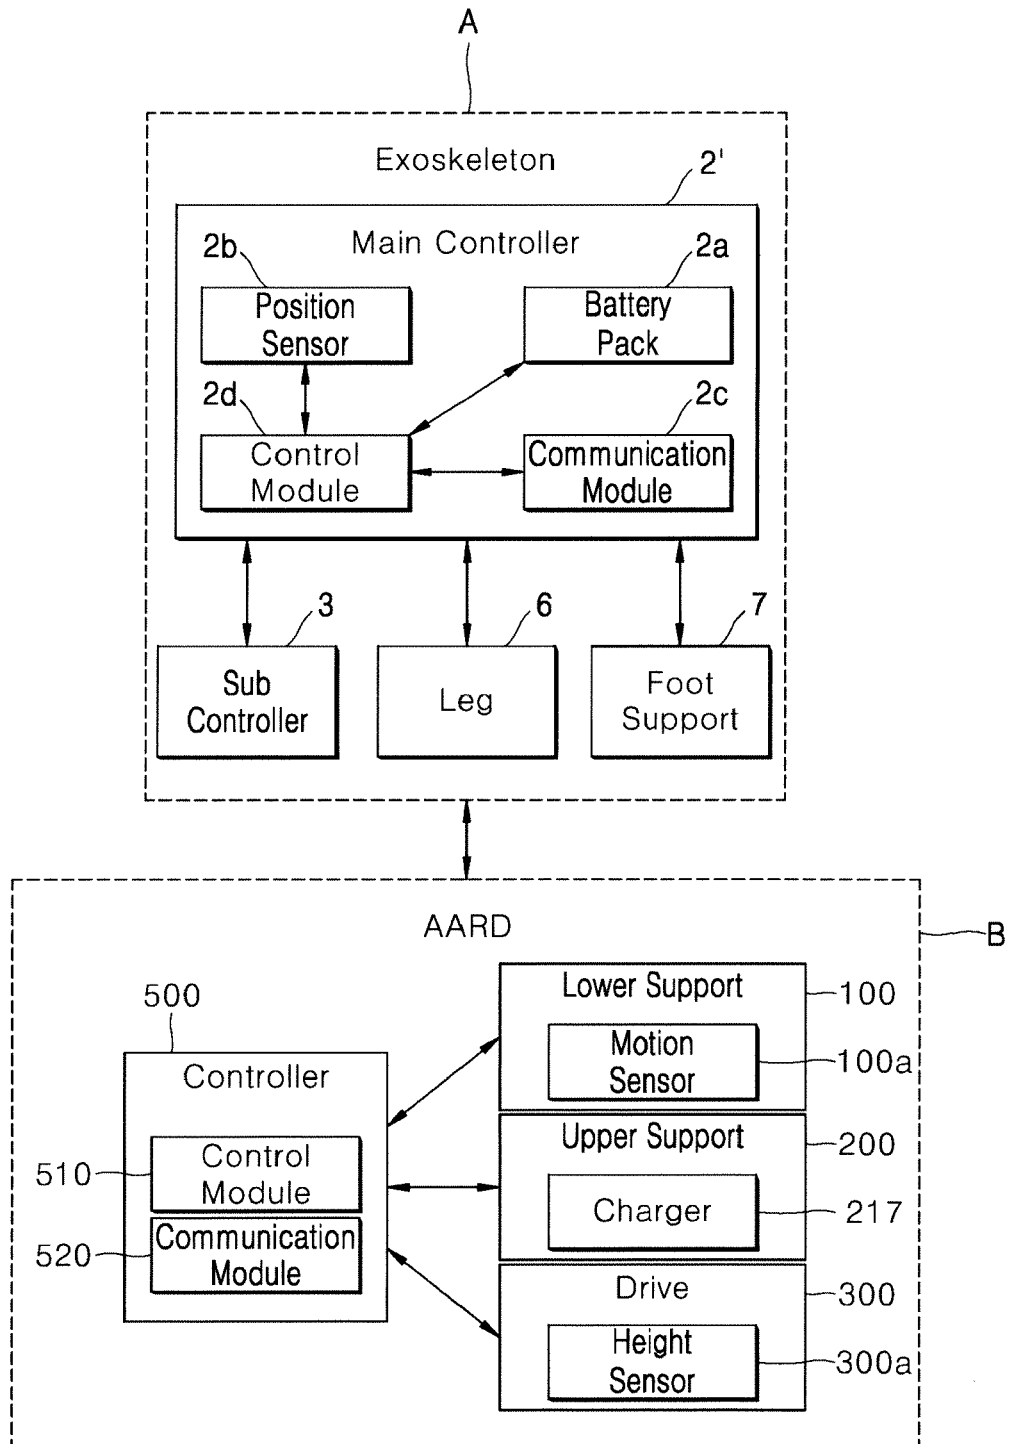 A
Exoskeleton
2'
Main Controller
2b
2a
Position
Sensor
Battery
Pack
2d
2c
Control
Module
Communication
Module
3
6
7
Sub
Controller
Leg
Foot
Support
AARD
B
500
Lower Support
100
Controller
Motion
Sensor
100a
510
Control
Module
Upper Support
200
520
Communication
Module
Charger
217
Drive
300
Height
Sensor
300a